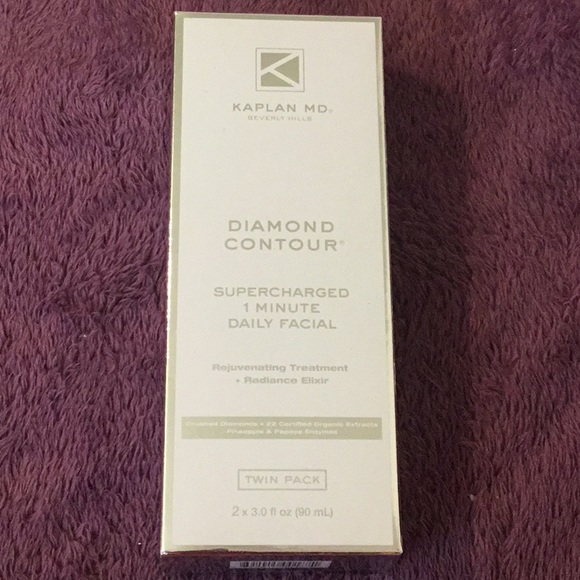 KAPLAN MD®
BEVERLY HILLS
DIAMOND
CONTOUR®
SUPERCHARGED
1 MINUTE
DAILY FACIAL
Rejuvenating Treatment
+ Radiance Elixir
Crushed Diamonds + 22 Certified Organic Extracts
Pineapple & Papaya Enzymes
TWIN PACK
2 x 3.0 fl oz (90 mL)